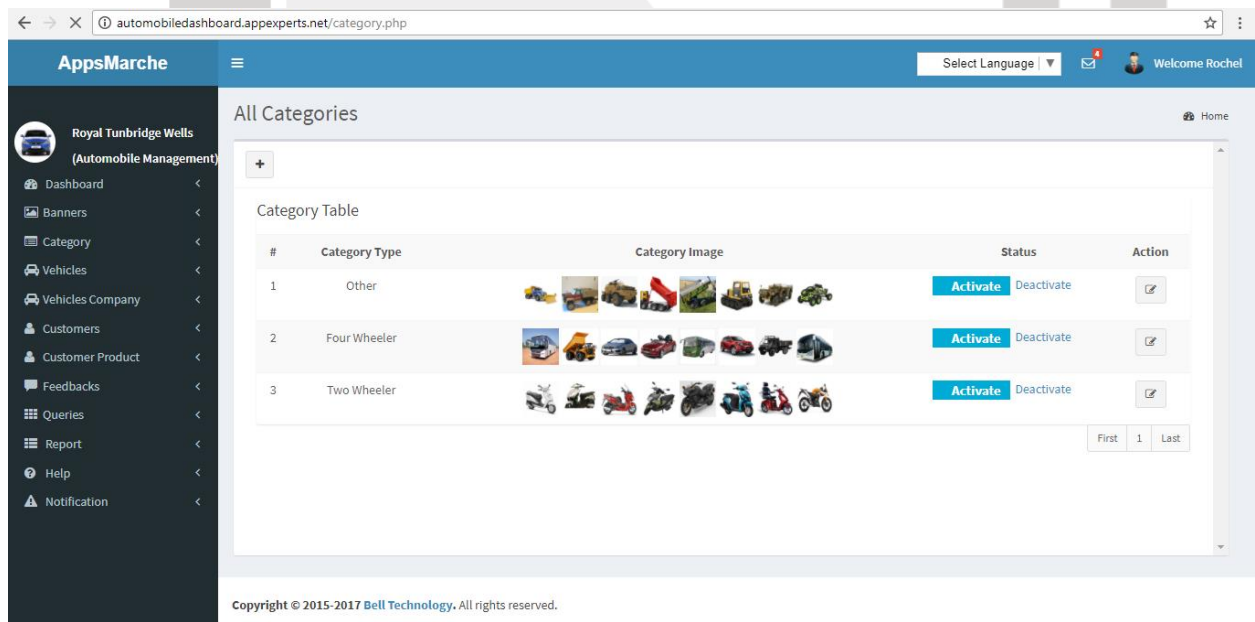 automobiledashboard.appexperts.net/category.php
AppsMarche
Select Language | ▼
4
Welcome Rochel
Royal Tunbridge Wells
(Automobile Management)
Dashboard
Banners
Category
Vehicles
Vehicles Company
Customers
Customer Product
Feedbacks
Queries
Report
Help
Notification
All Categories
Home
+
Category Table
# Category Type Category Image Status Action
1 Other Activate Deactivate
2 Four Wheeler Activate Deactivate
3 Two Wheeler Activate Deactivate
First 1 Last
Copyright © 2015-2017 Bell Technology. All rights reserved.